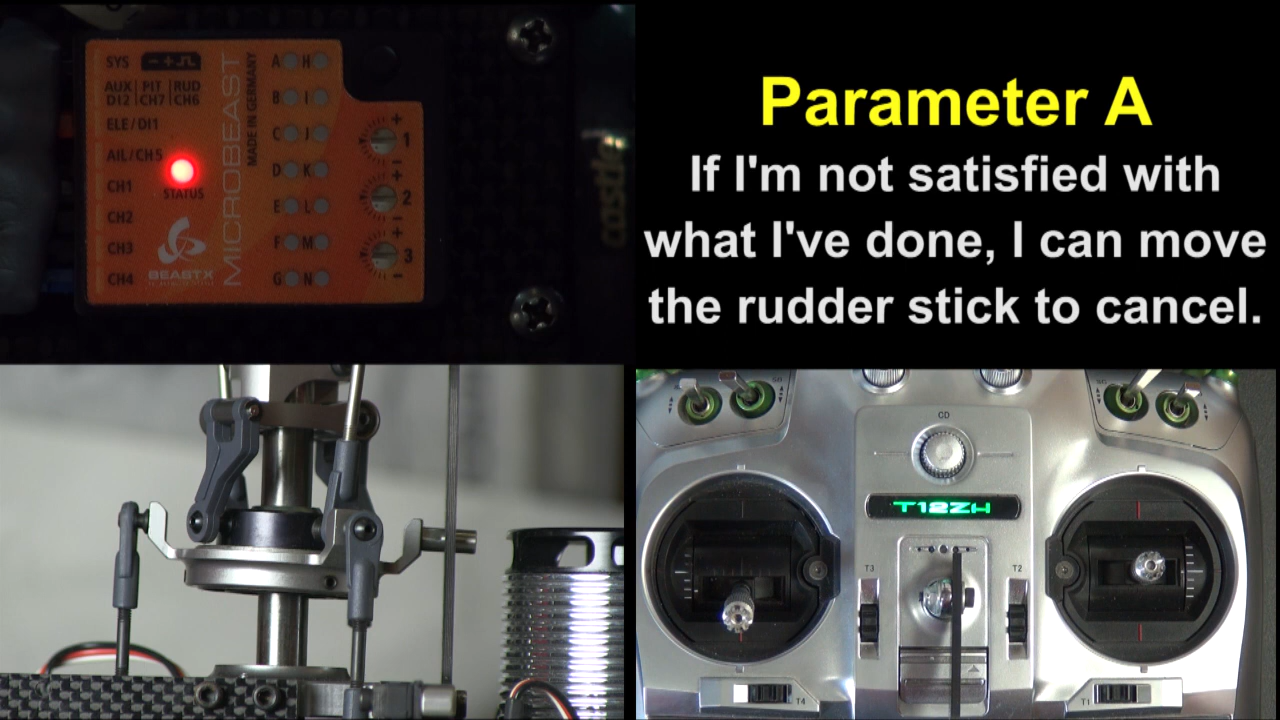 SYS - +
AUX | PIT | RUD
DI2 | CH7 | CH6
ELE/DI1
AIL/CH5
CH1
CH2
CH3
CH4
STATUS
BEASTX
MICROBEAST
MADE IN GERMANY
A H
B I
C J
D K
E L
F M
G N
+
1
-
+
2
-
+
3
-
castle
Parameter A
If I'm not satisfied with
what I've done, I can move
the rudder stick to cancel.
CD
T12ZH
T3
T2
T4
T1